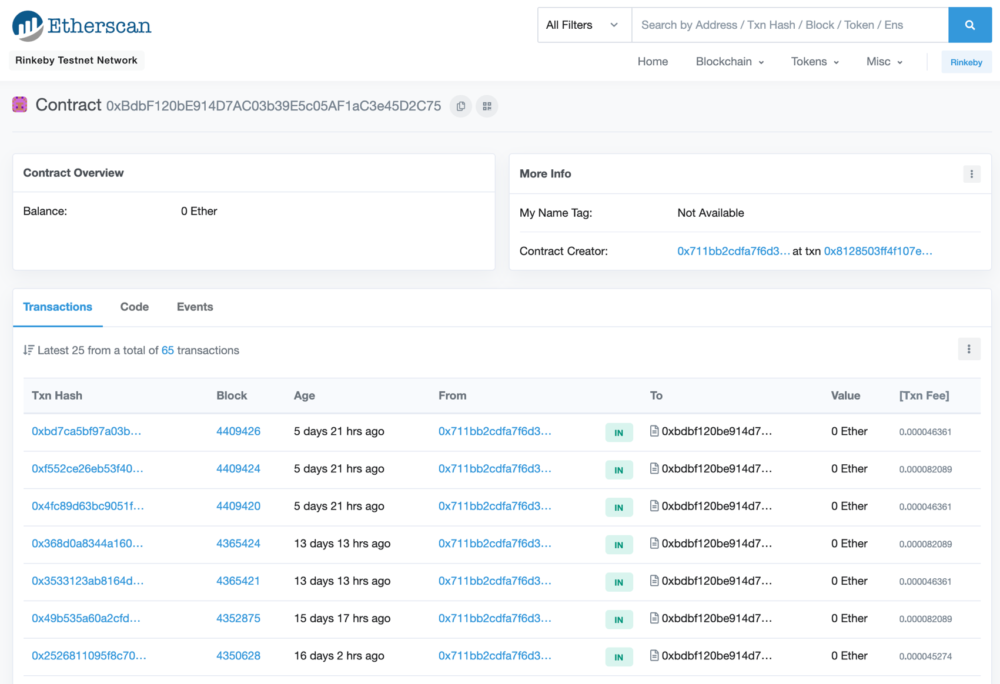 Etherscan
All Filters Search by Address / Txn Hash / Block / Token / Ens
Rinkeby Testnet Network
Home Blockchain Tokens Misc Rinkeby
Contract 0xBdbF120bE914D7AC03b39E5c05AF1aC3e45D2C75
Contract Overview
Balance: 0 Ether
More Info
My Name Tag: Not Available
Contract Creator: 0x711bb2cdfa7f6d3... at txn 0x8128503ff4f107e...
Transactions Code Events
Latest 25 from a total of 65 transactions
Txn Hash Block Age From To Value [Txn Fee]
0xbd7ca5bf97a03b... 4409426 5 days 21 hrs ago 0x711bb2cdfa7f6d3... IN 0xbdbf120be914d7... 0 Ether 0.000046361
0xf552ce26eb53f40... 4409424 5 days 21 hrs ago 0x711bb2cdfa7f6d3... IN 0xbdbf120be914d7... 0 Ether 0.000082089
0x4fc89d63bc9051f... 4409420 5 days 21 hrs ago 0x711bb2cdfa7f6d3... IN 0xbdbf120be914d7... 0 Ether 0.000046361
0x368d0a8344a160... 4365424 13 days 13 hrs ago 0x711bb2cdfa7f6d3... IN 0xbdbf120be914d7... 0 Ether 0.000082089
0x3533123ab8164d... 4365421 13 days 13 hrs ago 0x711bb2cdfa7f6d3... IN 0xbdbf120be914d7... 0 Ether 0.000046361
0x49b535a60a2cfd... 4352875 15 days 17 hrs ago 0x711bb2cdfa7f6d3... IN 0xbdbf120be914d7... 0 Ether 0.000082089
0x2526811095f8c70... 4350628 16 days 2 hrs ago 0x711bb2cdfa7f6d3... IN 0xbdbf120be914d7... 0 Ether 0.000045274